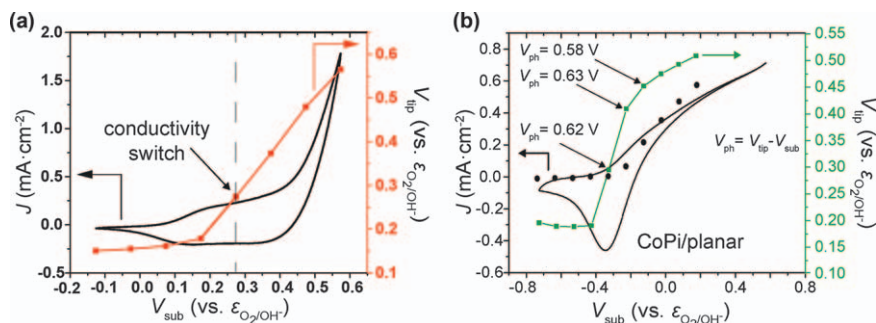 (a)
J (mA·cm⁻²)
2.0
1.5
1.0
0.5
0.0
-0.5
conductivity
switch
0.6
0.5
0.4
0.3
0.2
0.1
V_tip (vs. ε_O₂/OH⁻)
-0.2 -0.1 0.0 0.1 0.2 0.3 0.4 0.5 0.6 0.7
V_sub (vs. ε_O₂/OH⁻)
(b)
J (mA·cm⁻²)
0.8
0.6
0.4
0.2
0.0
-0.2
-0.4
-0.6
V_ph = 0.58 V
V_ph = 0.63 V
V_ph = 0.62 V
V_ph = V_tip - V_sub
CoPi/planar
0.55
0.50
0.45
0.40
0.35
0.30
0.25
0.20
0.15
0.10
V_tip (vs. ε_O₂/OH⁻)
-0.8 -0.4 0.0 0.4 0.8
V_sub (vs. ε_O₂/OH⁻)